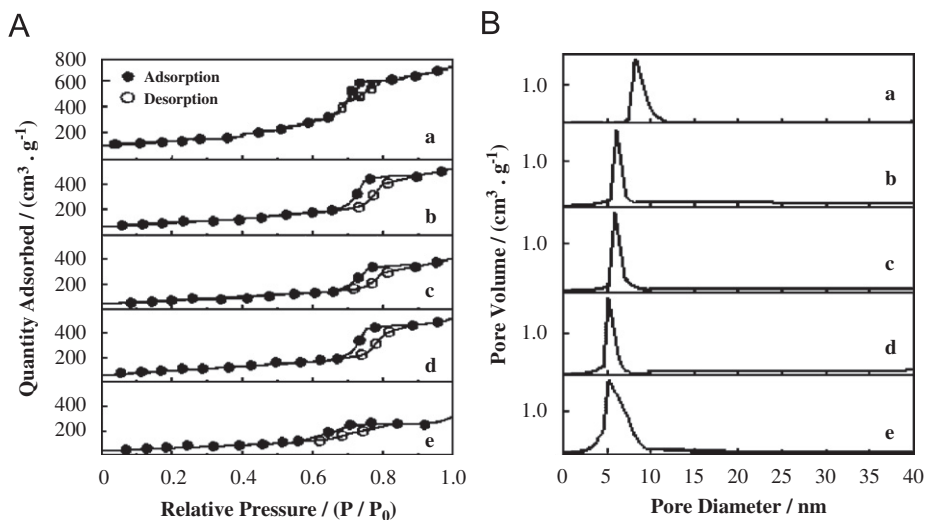 A
Quantity Adsorbed / (cm³ · g⁻¹)
800
600
400
200
Adsorption
Desorption
a
400
200
b
400
200
c
400
200
d
400
200
e
0 0.2 0.4 0.6 0.8 1.0
Relative Pressure / (P / P₀)
B
Pore Volume / (cm³ · g⁻¹)
1.0
a
1.0
b
1.0
c
1.0
d
1.0
e
0 5 10 15 20 25 30 35 40
Pore Diameter / nm